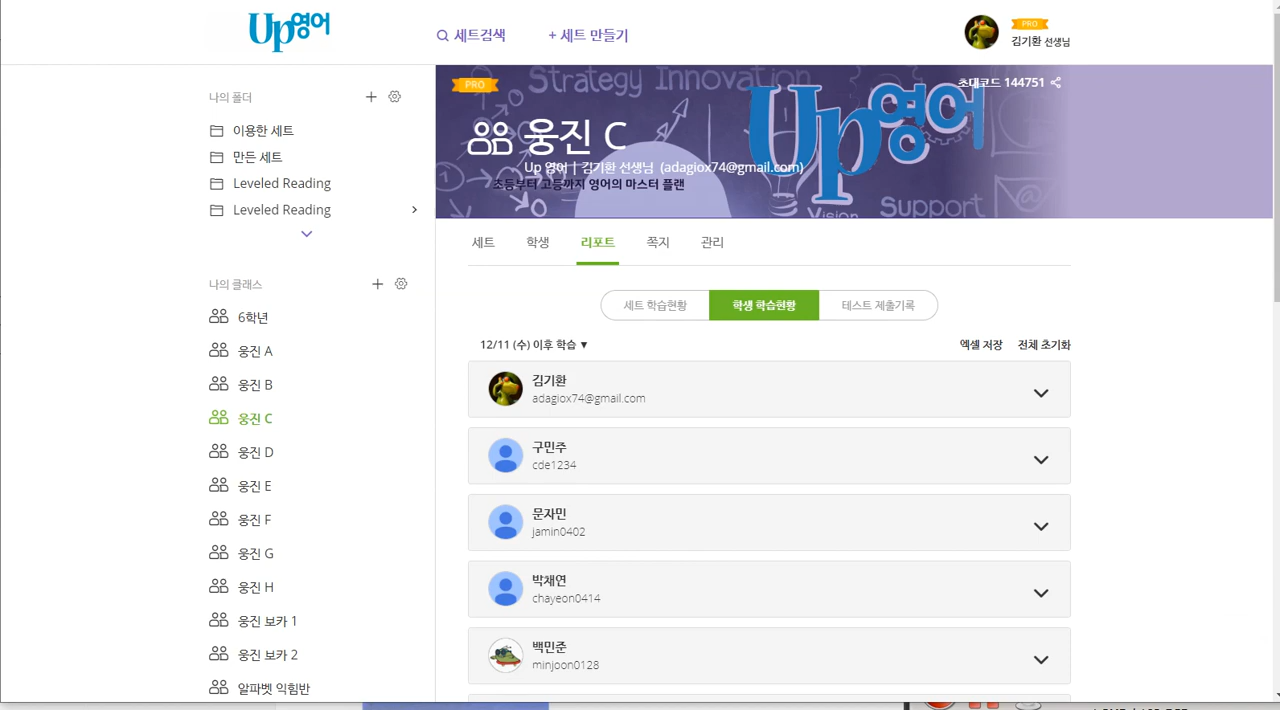 Up영어
세트검색
+ 세트 만들기
PRO
김기환 선생님
나의 폴더
이용한 세트
만든 세트
Leveled Reading
Leveled Reading
나의 클래스
6학년
웅진 A
웅진 B
웅진 C
웅진 D
웅진 E
웅진 F
웅진 G
웅진 H
웅진 보카 1
웅진 보카 2
알파벳 익힘반
PRO
Strategy Innovation
초대코드 144751
Up영어
웅진 C
Up 영어 | 김기환 선생님 (adagiox74@gmail.com)
초등부터 고등까지 영어의 마스터 플랜
Vision
Support
세트
학생
리포트
쪽지
관리
세트 학습현황
학생 학습현황
테스트 제출기록
12/11 (수) 이후 학습 ▼
엑셀 저장
전체 초기화
김기환
adagiox74@gmail.com
구민주
cde1234
문자민
jamin0402
박채연
chayeon0414
백민준
minjoon0128